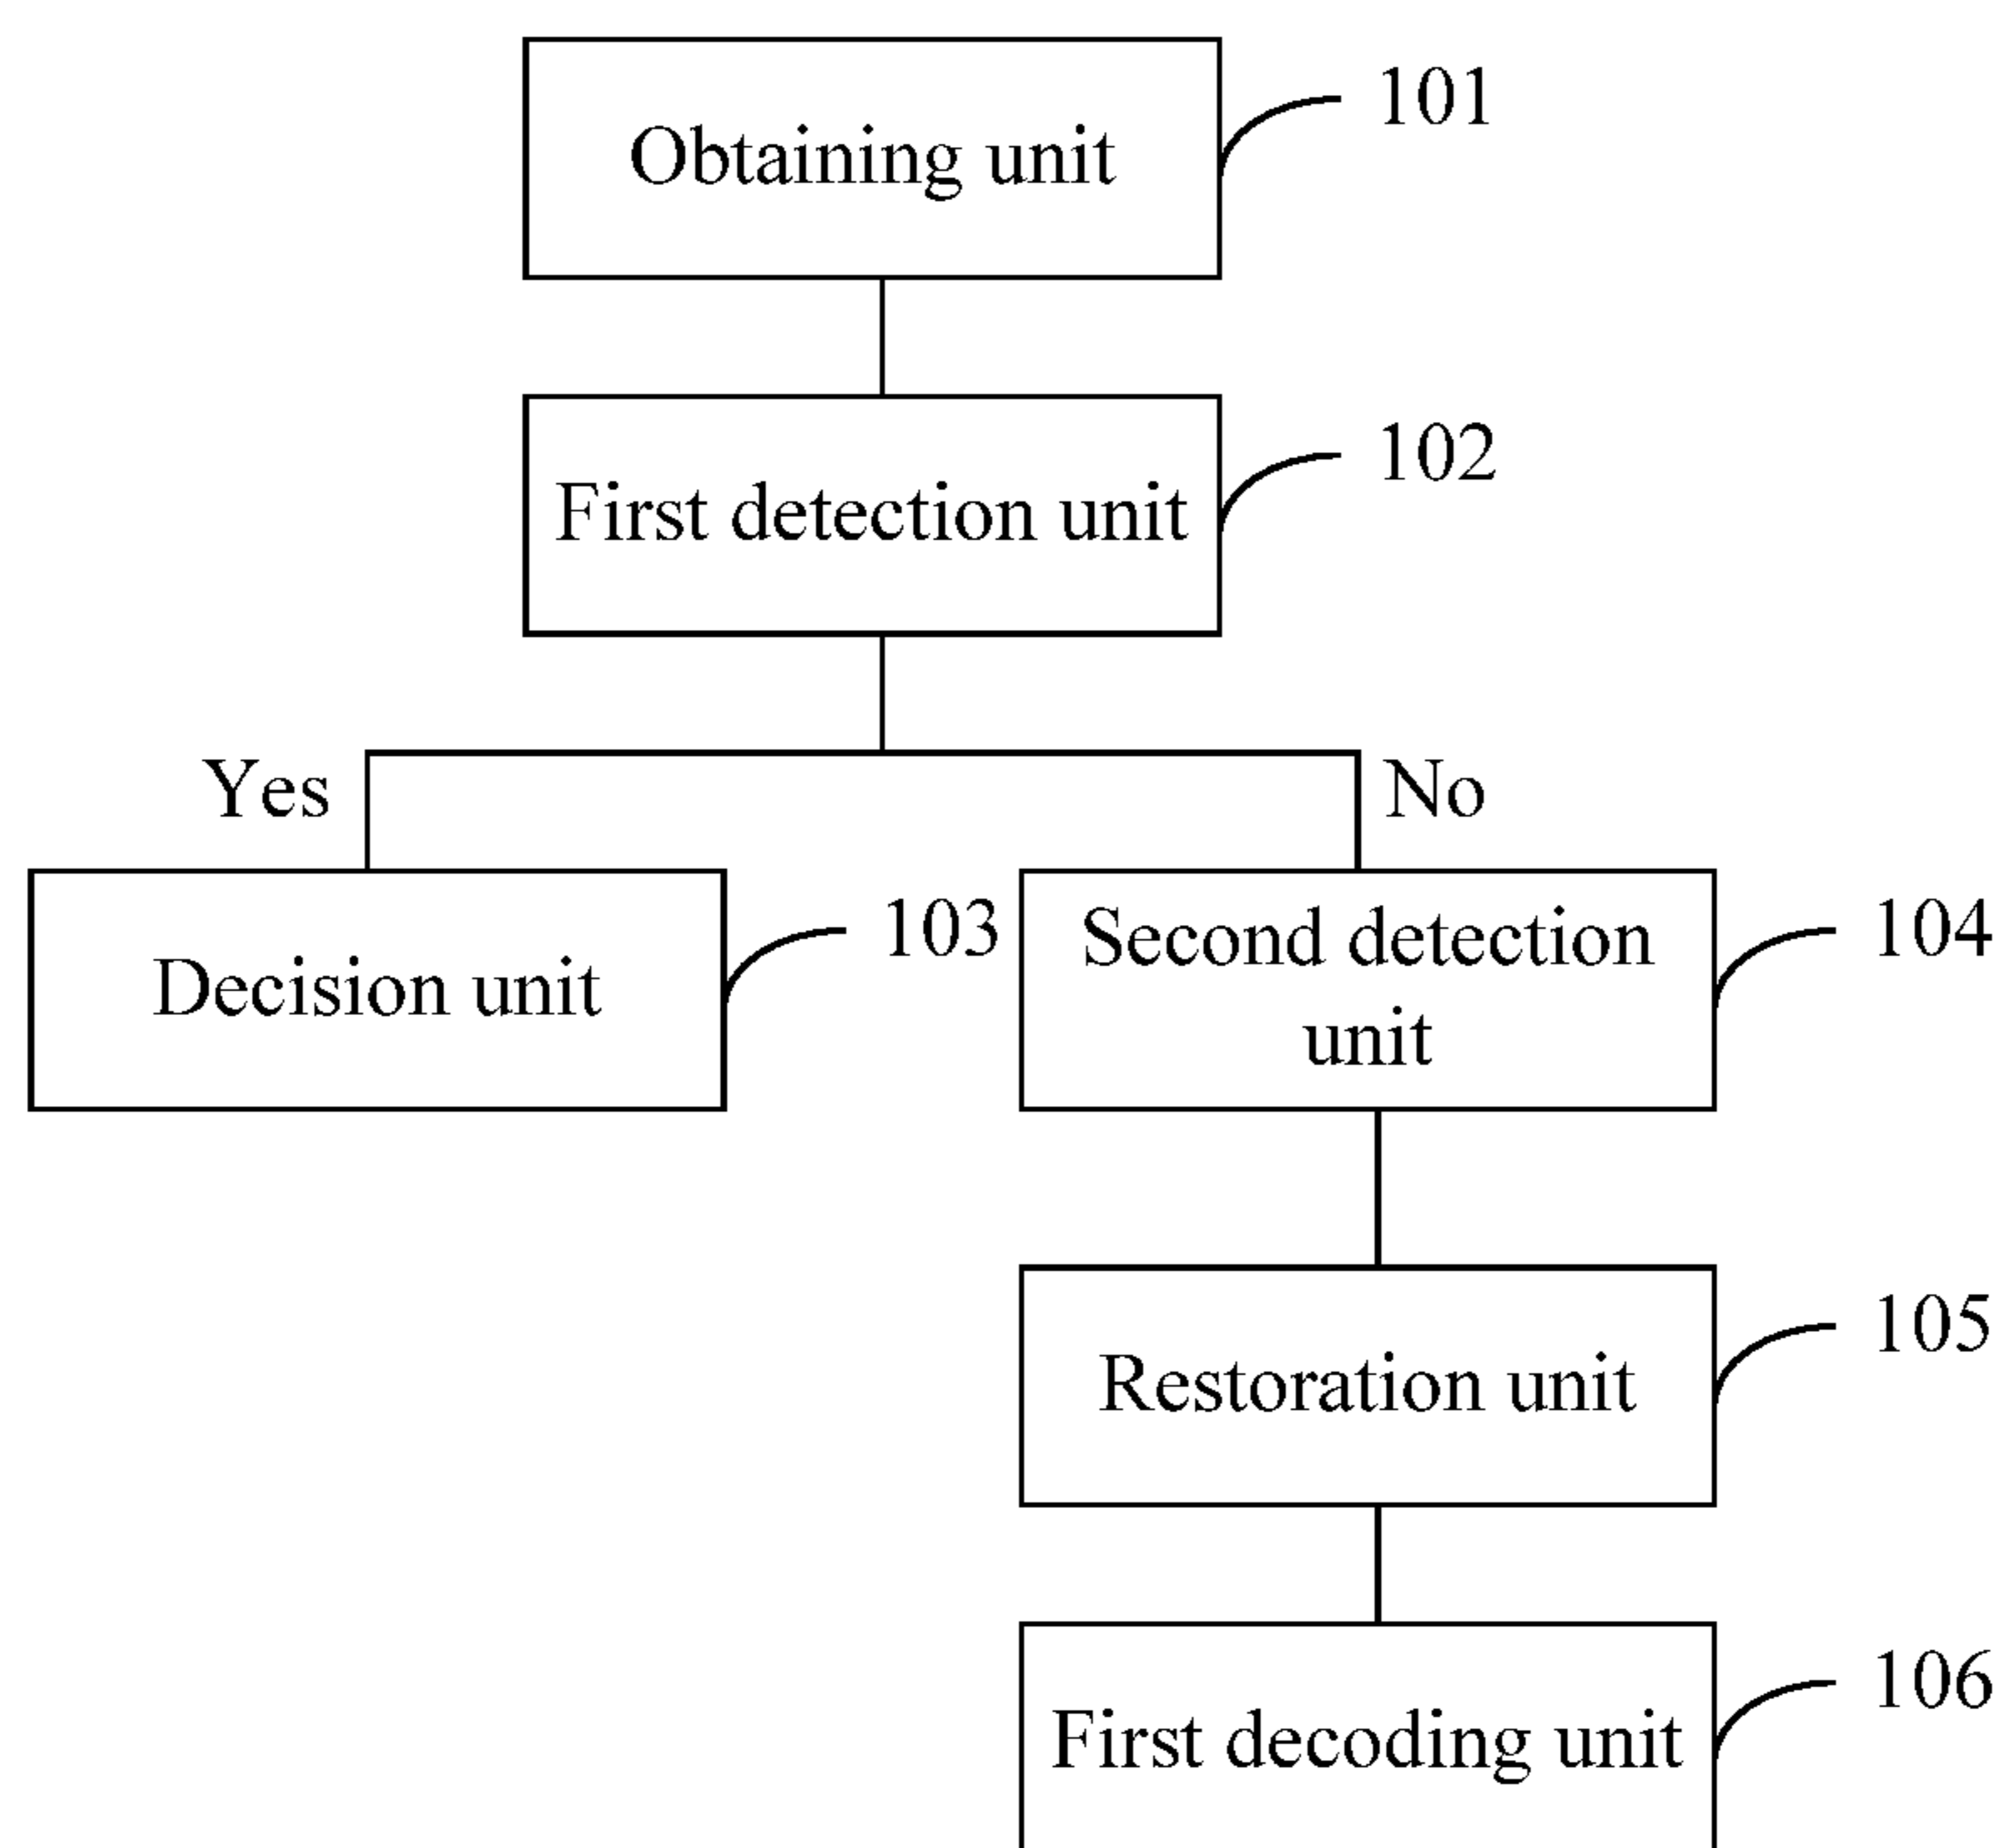 Obtaining unit
101
First detection unit
102
Yes
No
Decision unit
103
Second detection
unit
104
Restoration unit
105
First decoding unit
106